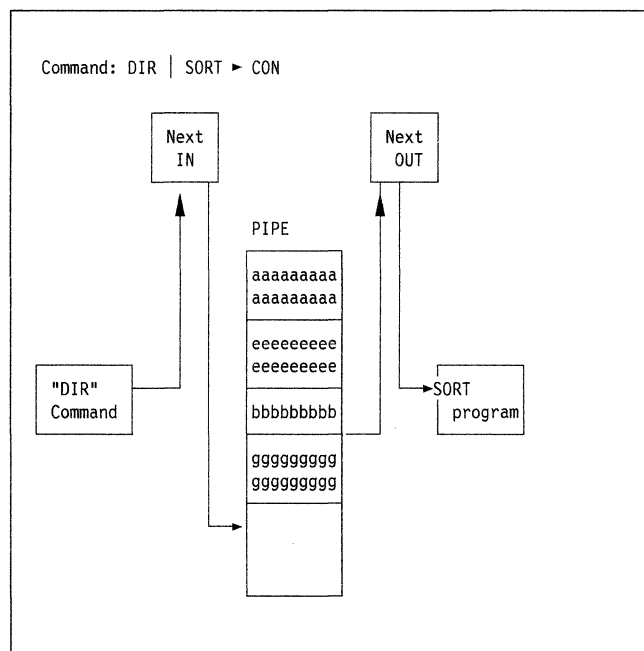 Command: DIR | SORT ► CON
Next
IN
Next
OUT
PIPE
aaaaaaaaa
aaaaaaaaa
eeeeeeeee
eeeeeeeee
bbbbbbbbb
ggggggggg
ggggggggg
"DIR"
Command
SORT
program